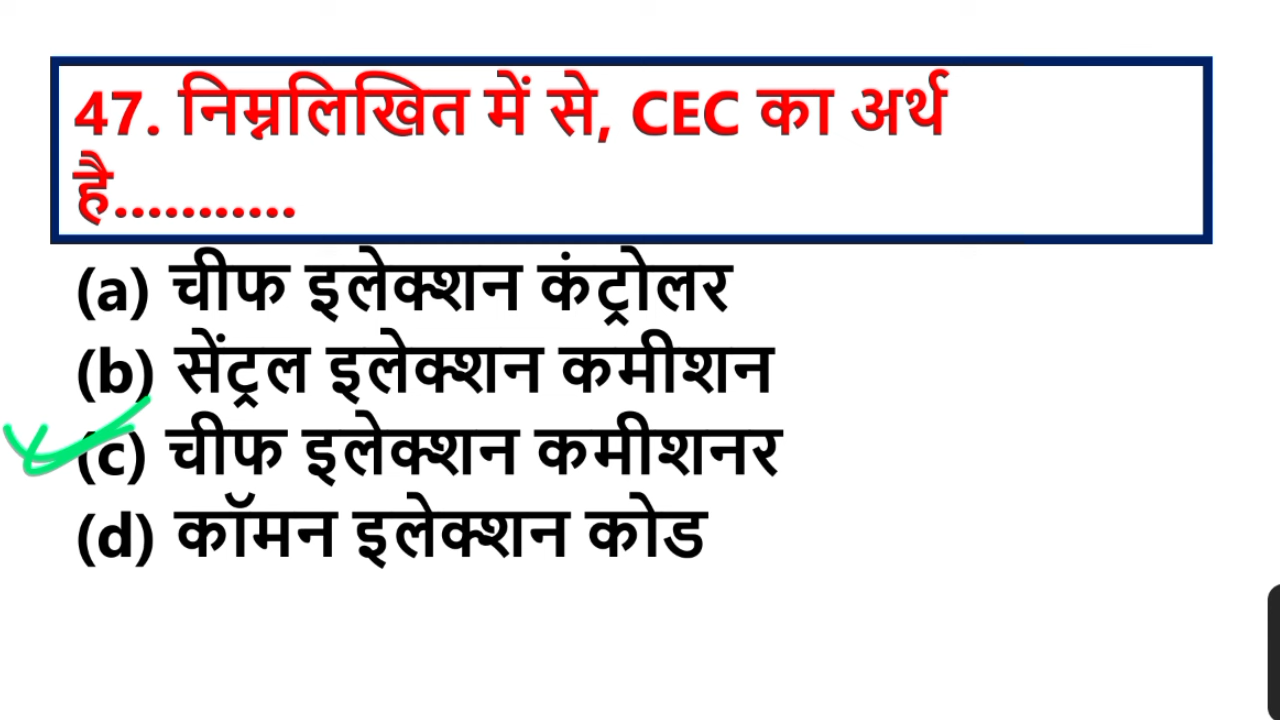 47. निम्नलिखित में से, CEC का अर्थ
है...........
(a) चीफ इलेक्शन कंट्रोलर
(b) सेंट्रल इलेक्शन कमीशन
(c) चीफ इलेक्शन कमीशनर
(d) कॉमन इलेक्शन कोड